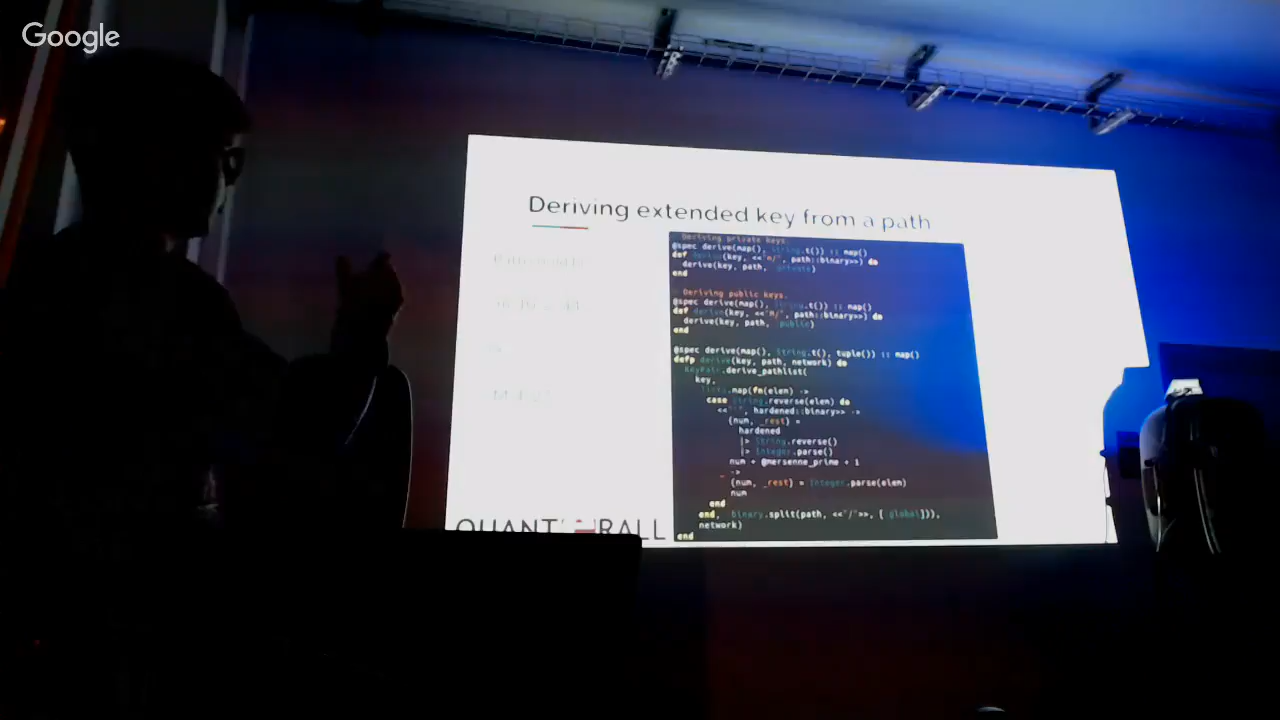 Google
Deriving extended key from a path
Deriving private keys.
@spec derive(map(), String.t()) :: map()
def derive(key, <<"m/", path::binary>>) do
derive(key, path, :private)
end
Deriving public keys.
@spec derive(map(), String.t()) :: map()
def derive(key, <<"M/", path::binary>>) do
derive(key, path, :public)
end
@spec derive(map(), String.t(), tuple()) :: map()
defp derive(key, path, network) do
KeyPair.derive_pathlist(
key,
.map(fn(elem) ->
case String.reverse(elem) do
<<"'", hardened::binary>> ->
{num, _rest} =
hardened
|> String.reverse()
|> Integer.parse()
num + @mersenne_prime + 1
_ ->
{num, _rest} = Integer.parse(elem)
num
end
end, :binary.split(path, <<"/">>, [:global])),
network)
end